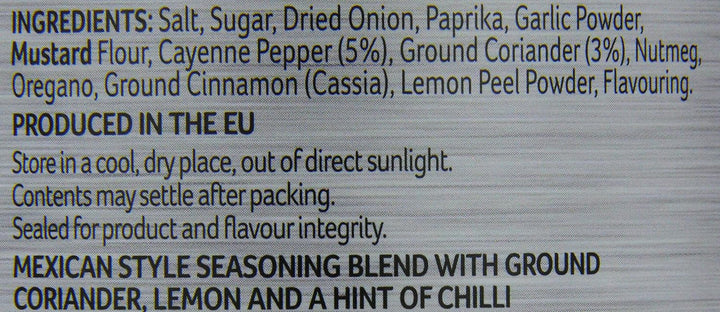 INGREDIENTS: Salt, Sugar, Dried Onion, Paprika, Garlic Powder,
Mustard Flour, Cayenne Pepper (5%), Ground Coriander (3%), Nutmeg,
Oregano, Ground Cinnamon (Cassia), Lemon Peel Powder, Flavouring.
PRODUCED IN THE EU
Store in a cool, dry place, out of direct sunlight.
Contents may settle after packing.
Sealed for product and flavour integrity.
MEXICAN STYLE SEASONING BLEND WITH GROUND
CORIANDER, LEMON AND A HINT OF CHILLI